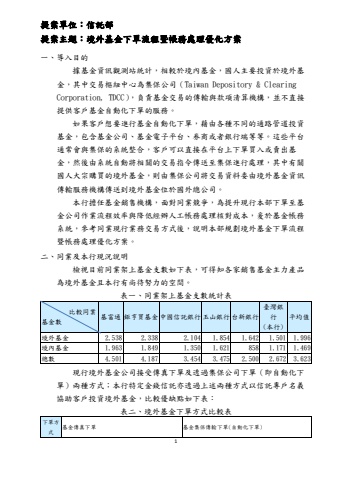 提案單位：信託部
提案主題：境外基金下單流程暨帳務處理優化方案
一、導入目的
據基金資訊觀測站統計，相較於境內基金，國人主要投資於境外基
金，其中交易樞紐中心為集保公司（Taiwan Depository & Clearing
Corporation, TDCC），負責基金交易的傳輸與款項清算機構，並不直接
提供客戶基金自動化下單的服務。
如果客戶想要進行基金自動化下單，藉由各種不同的通路管道投資
基金，包含基金公司、基金電子平台、券商或者銀行端等等。這些平台
通常會與集保的系統整合，客戶可以直接在平台上下單買入或賣出基
金，然後由系統自動將相關的交易指令傳送至集保進行處理，其中有關
國人大宗購買的境外基金，則由集保公司將交易資料委由境外基金資訊
傳輸服務機構傳送到境外基金位於國外總公司。
本行擔任基金銷售機構，面對同業競爭，為提升現行本部下單至基
金公司作業流程效率與降低經辦人工帳務處理核對成本，爰於基金帳務
系統，參考同業現行業務交易方式後，說明本部規劃境外基金下單流程
暨帳務處理優化方案。
二、同業及本行現況說明
檢視目前同業架上基金支數如下表，可得知各家銷售基金主力產品
為境外基金且本行有尚待努力的空間。
表一、同業架上基金支數統計表
比較同業
基金數
基富通 鉅亨買基金 中國信託銀行 玉山銀行 台新銀行 臺灣銀行（本行） 平均值
境外基金 2,538 2,338 2,104 1,854 1,642 1,501 1,996
境內基金 1,963 1,849 1,350 1,621 858 1,171 1,469
總數 4,501 4,187 3,454 3,475 2,500 2,672 3,623
現行境外基金公司接受傳真下單及透過集保公司下單（即自動化下
單）兩種方式；本行特定金錢信託亦透過上述兩種方式以信託專戶名義
協助客戶投資境外基金，比較優缺點如下表：
表二、境外基金下單方式比較表
下單方式 基金傳真下單 基金集保傳輸下單(自動化下單)
1